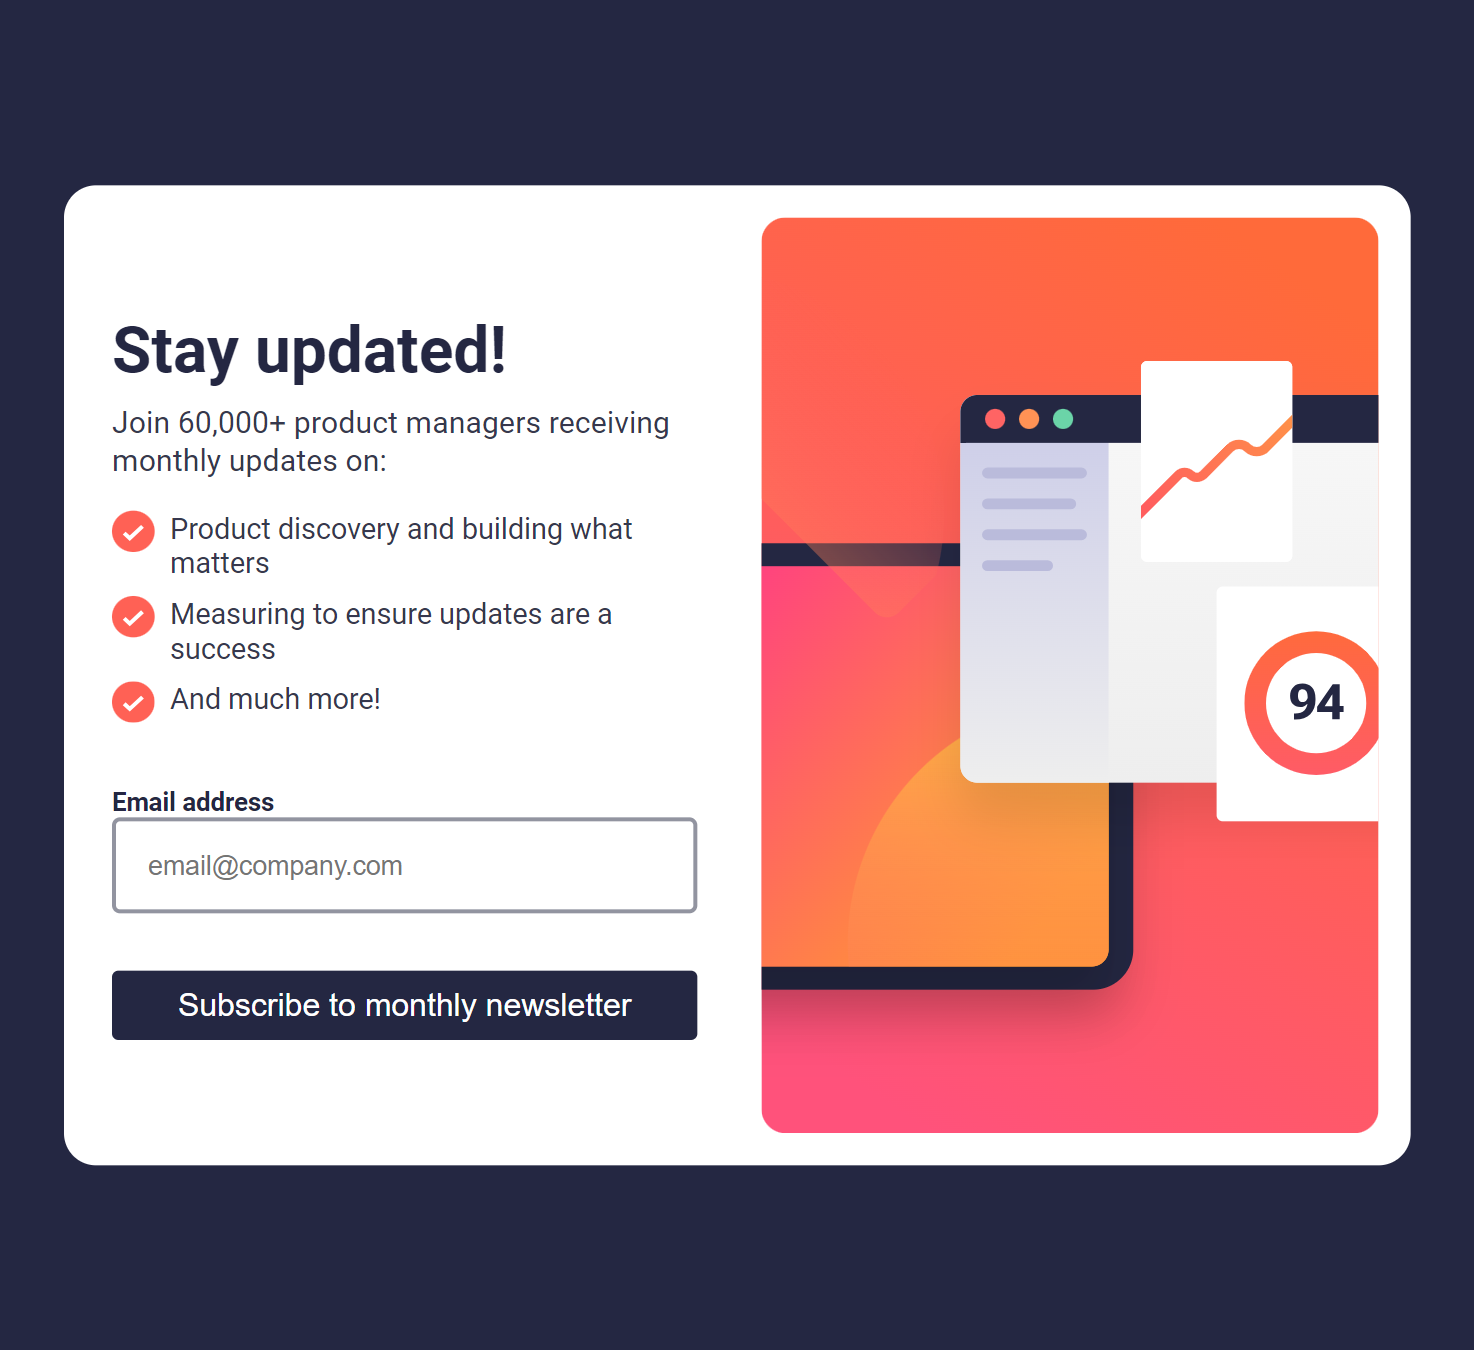 Stay updated!
Join 60,000+ product managers receiving
monthly updates on:
Product discovery and building what
matters
Measuring to ensure updates are a
success
And much more!
Email address
email@company.com
Subscribe to monthly newsletter
94